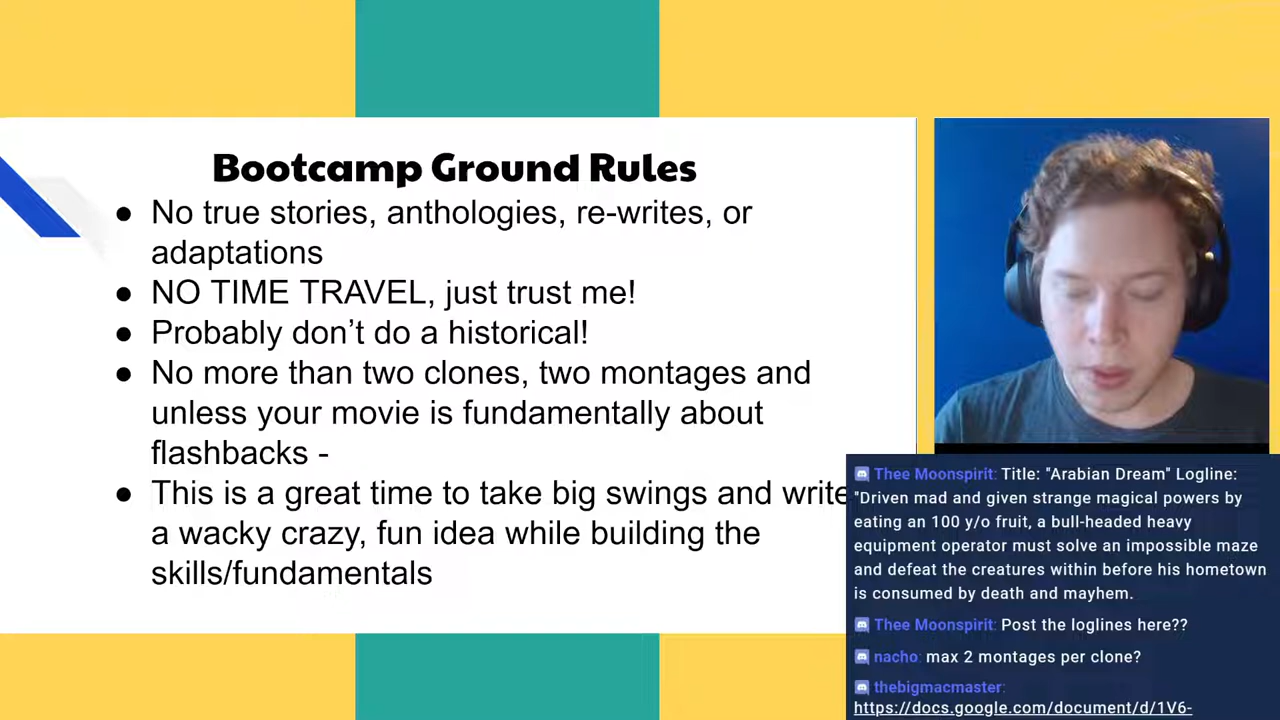 Bootcamp Ground Rules
● No true stories, anthologies, re-writes, or
adaptations
● NO TIME TRAVEL, just trust me!
● Probably don’t do a historical!
● No more than two clones, two montages and
unless your movie is fundamentally about
flashbacks -
● This is a great time to take big swings and write
a wacky crazy, fun idea while building the
skills/fundamentals
Thee Moonspirit: Title: "Arabian Dream" Logline:
"Driven mad and given strange magical powers by
eating an 100 y/o fruit, a bull-headed heavy
equipment operator must solve an impossible maze
and defeat the creatures within before his hometown
is consumed by death and mayhem.
Thee Moonspirit: Post the loglines here??
nacho: max 2 montages per clone?
thebigmacmaster:
https://docs.google.com/document/d/1V6-